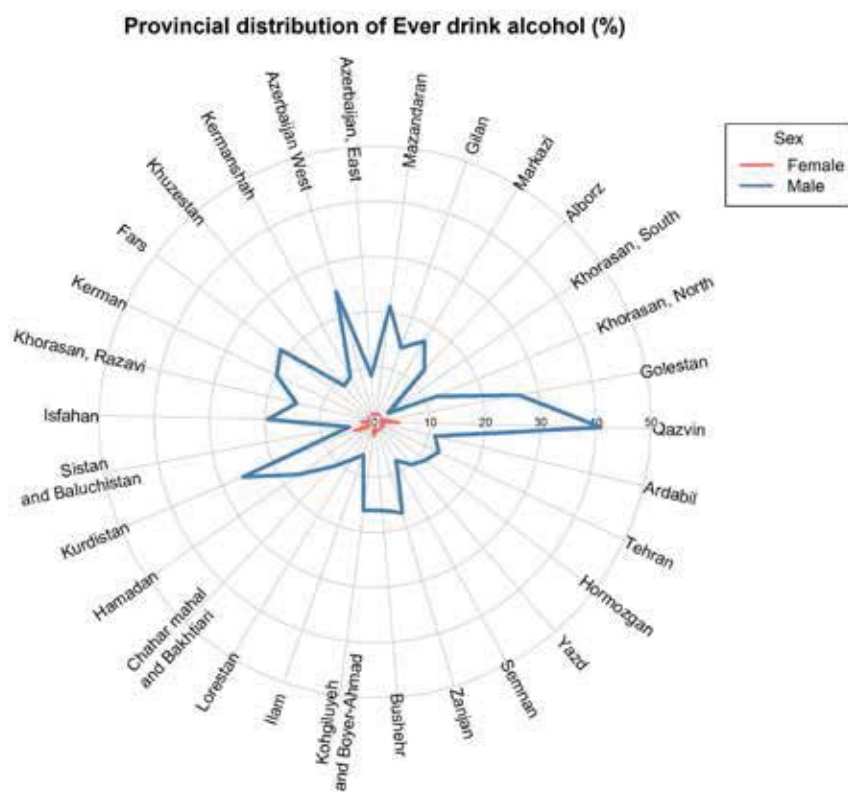 Provincial distribution of Ever drink alcohol (%)
Sex
Female
Male
Azerbaijan, East
Mazandaran
Gilan
Markazi
Alborz
Khorasan, South
Khorasan, North
Golestan
Qazvin
Ardabil
Tehran
Hormozgan
Yazd
Semnan
Zanjan
Bushehr
Kohgiluyeh
and Boyer-Ahmad
Ilam
Lorestan
Chahar mahal
and Bakhtiari
Hamadan
Kurdistan
Sistan
and Baluchistan
Isfahan
Khorasan, Razavi
Kerman
Fars
Khuzestan
Kermanshah
Azerbaijan West
0 10 20 30 40 50